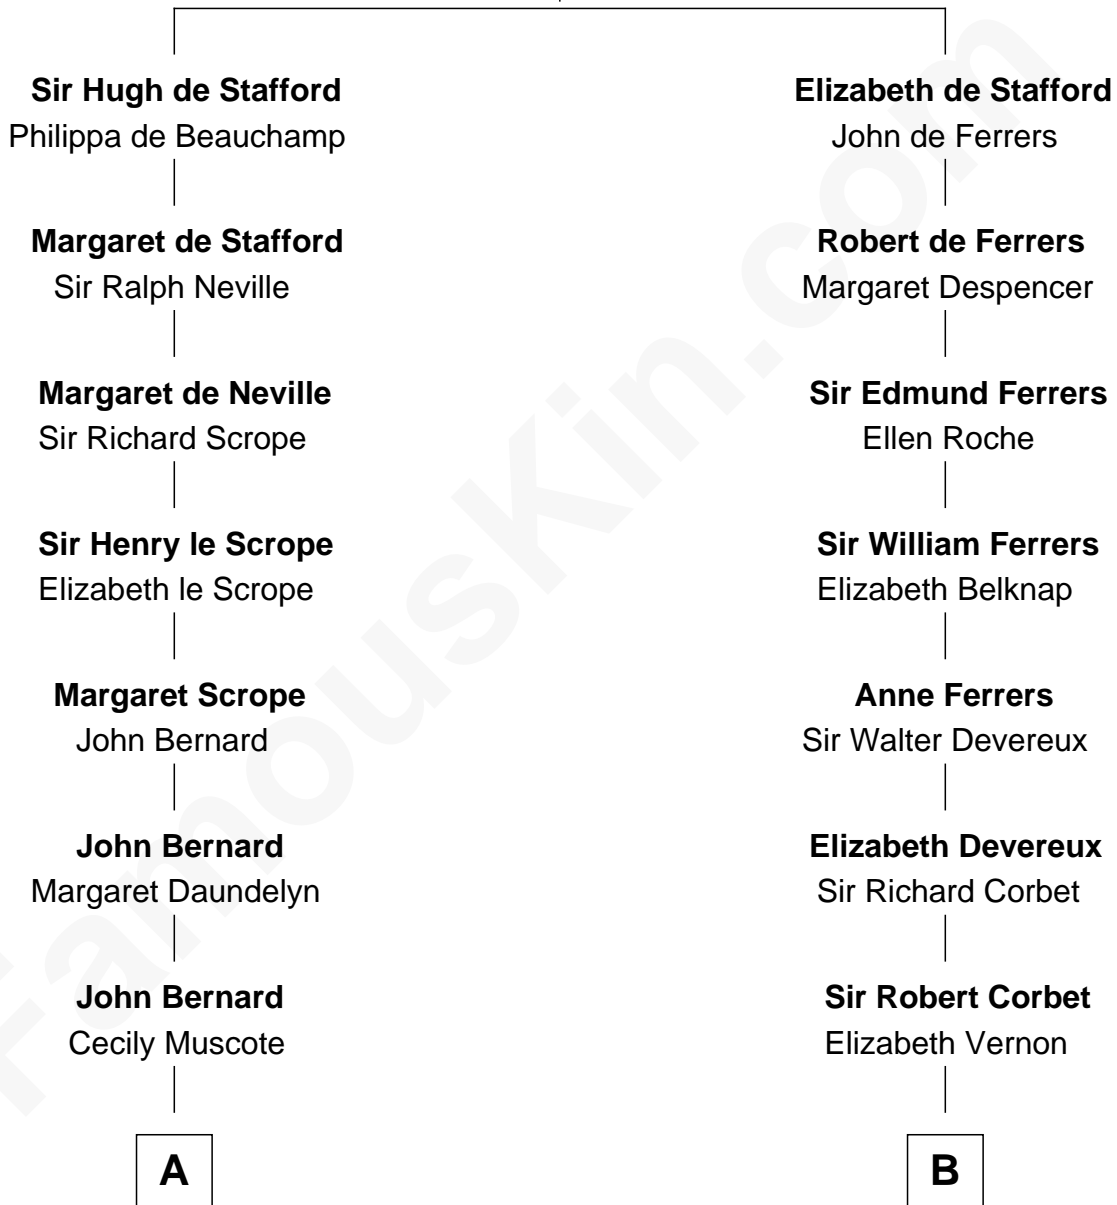 Sir Hugh de Stafford
Philippa de Beauchamp
Margaret de Stafford
Sir Ralph Neville
Margaret de Neville
Sir Richard Scrope
Sir Henry le Scrope
Elizabeth le Scrope
Margaret Scrope
John Bernard
John Bernard
Margaret Daundelyn
John Bernard
Cecily Muscote
A
Elizabeth de Stafford
John de Ferrers
Robert de Ferrers
Margaret Despencer
Sir Edmund Ferrers
Ellen Roche
Sir William Ferrers
Elizabeth Belknap
Anne Ferrers
Sir Walter Devereux
Elizabeth Devereux
Sir Richard Corbet
Sir Robert Corbet
Elizabeth Vernon
B
FamousKin.com